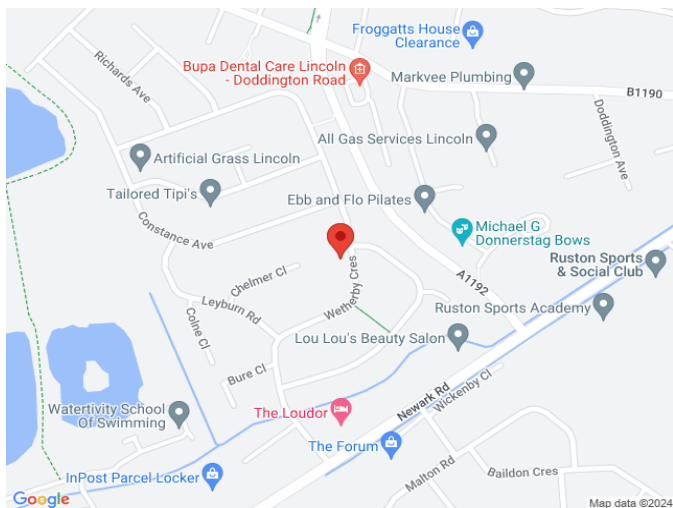 Froggatts House
Clearance
Bupa Dental Care Lincoln
- Doddington Road
Markvee Plumbing
B1190
Richards Ave
Doddington Ave
All Gas Services Lincoln
Artificial Grass Lincoln
Tailored Tipi's
Ebb and Flo Pilates
Constance Ave
Michael G
Donnerstag Bows
Ruston Sports
& Social Club
A1192
Chelmer Cl
Wetherby Cres
Leyburn Rd
Colne Cl
Ruston Sports Academy
Lou Lou's Beauty Salon
Bure Cl
Newark Rd
Wickenby Cl
Watertivity School
Of Swimming
The Loudor
The Forum
InPost Parcel Locker
Malton Rd
Baildon Cres
Google
Map data ©2024